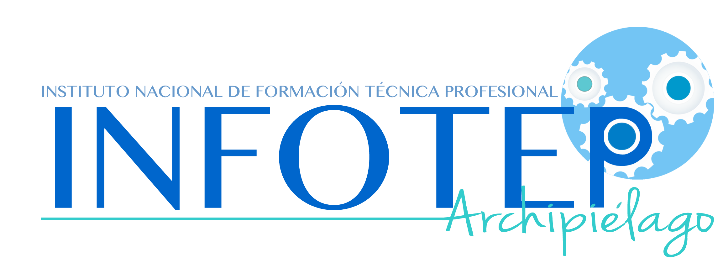 INSTITUTO NACIONAL DE FORMACIÓN TÉCNICA PROFESIONAL
INFOTEP
Archipiélago